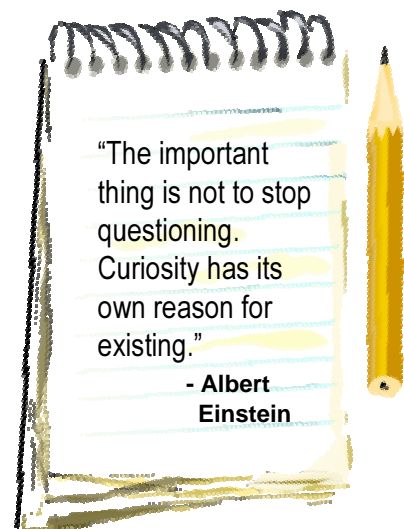 “The important
thing is not to stop
questioning.
Curiosity has its
own reason for
existing.”
- Albert
Einstein